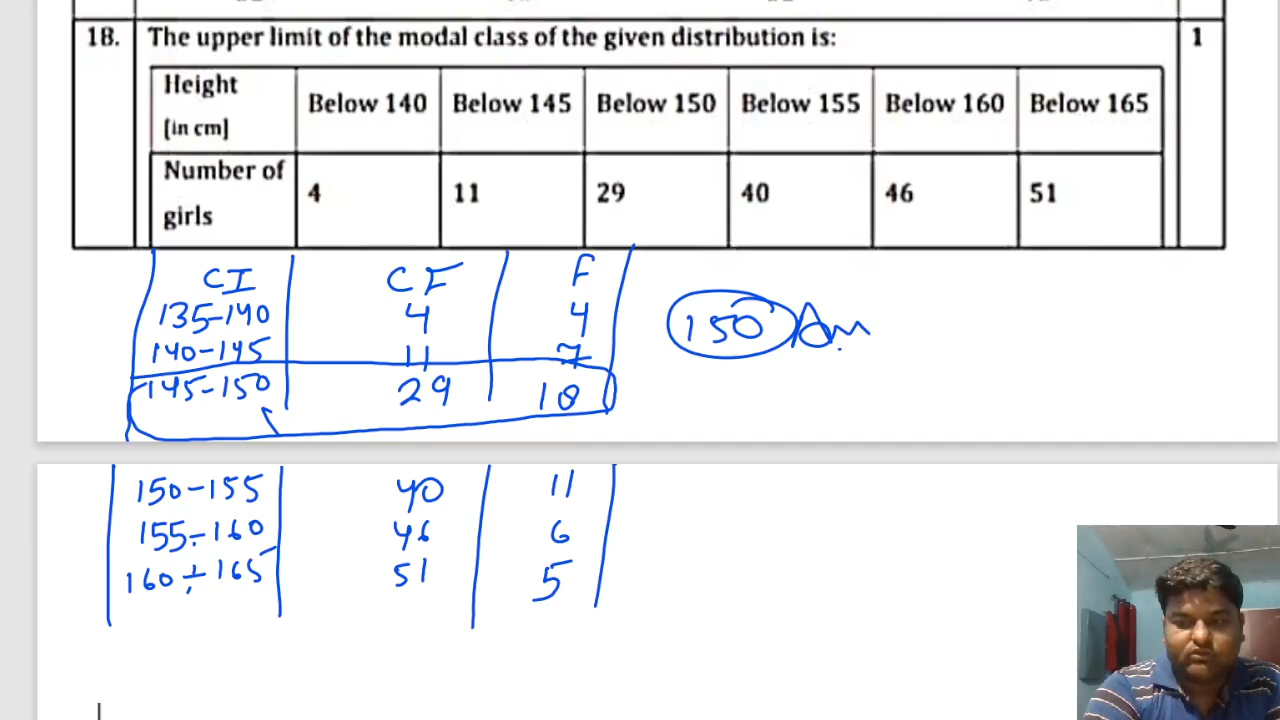 18. The upper limit of the modal class of the given distribution is: 1
Height (in cm) Below 140 Below 145 Below 150 Below 155 Below 160 Below 165
Number of girls 4 11 29 40 46 51
CI CF F
135-140 4 4
140-145 11 7
145-150 29 18
150 Ans
150-155 40 11
155-160 46 6
160-165 51 5